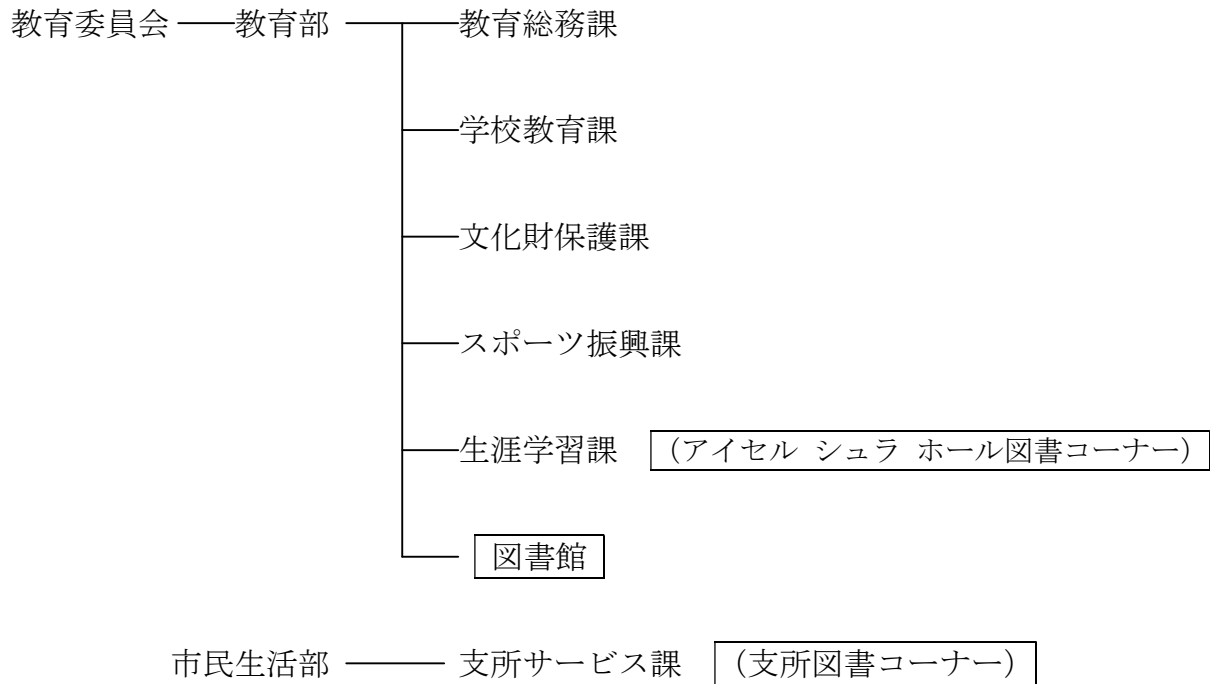 教育委員会 教育部 教育総務課
学校教育課
文化財保護課
スポーツ振興課
生涯学習課 (アイセル シュラ ホール図書コーナー)
図書館
市民生活部 支所サービス課 (支所図書コーナー)